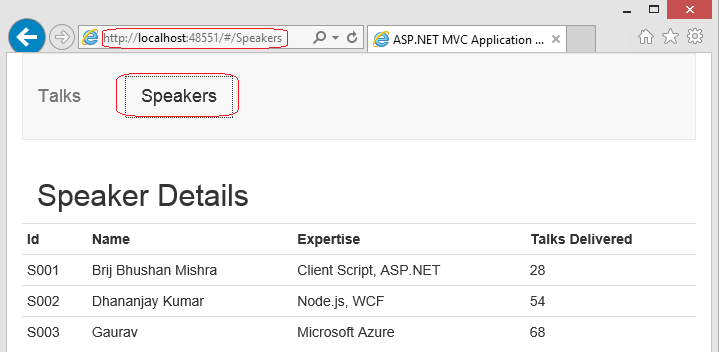 http://localhost:48551/#/Speakers
ASP.NET MVC Application ...
Talks Speakers
Speaker Details
Id Name Expertise Talks Delivered
S001 Brij Bhushan Mishra Client Script, ASP.NET 28
S002 Dhananjay Kumar Node.js, WCF 54
S003 Gaurav Microsoft Azure 68